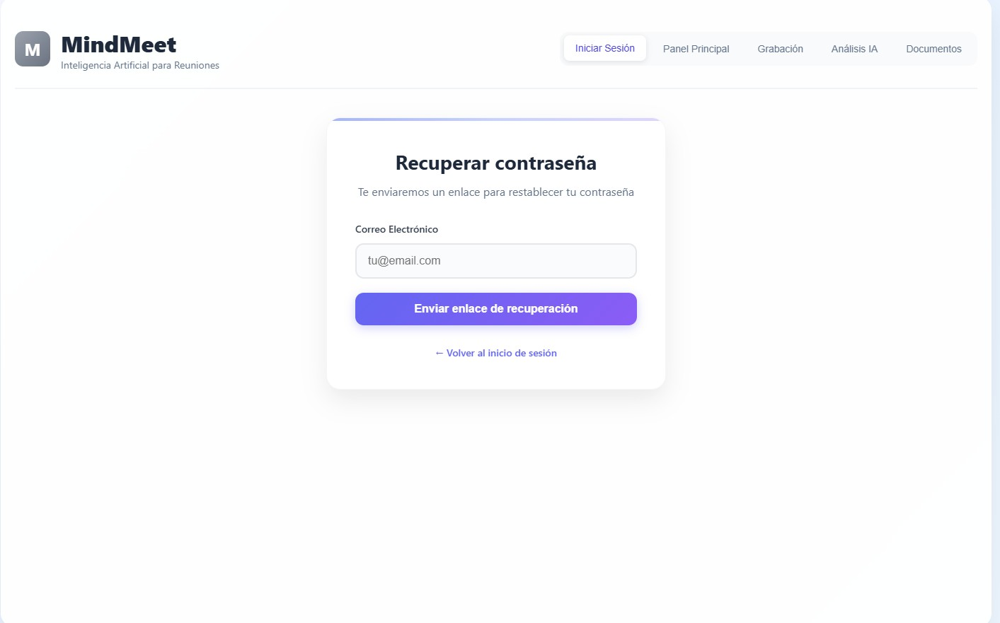 M
MindMeet
Inteligencia Artificial para Reuniones
Iniciar Sesión
Panel Principal
Grabación
Análisis IA
Documentos
Recuperar contraseña
Te enviaremos un enlace para restablecer tu contraseña
Correo Electrónico
tu@email.com
Enviar enlace de recuperación
← Volver al inicio de sesión